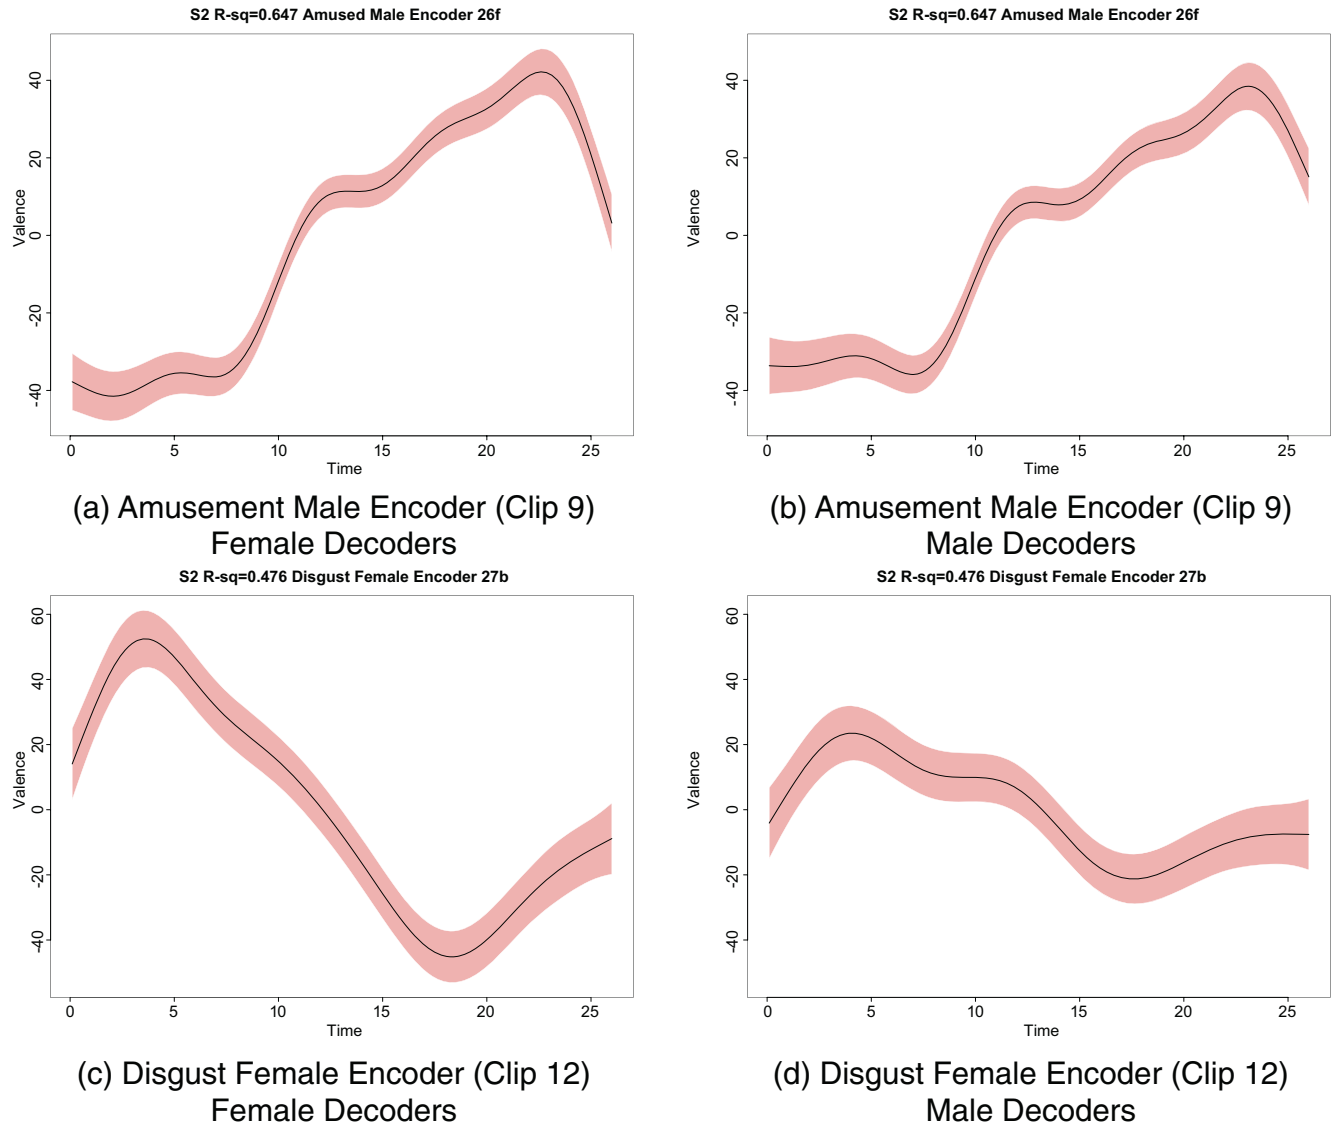 S2 R-sq=0.647 Amused Male Encoder 26f
Valence
40
20
0
-20
-40
0 5 10 15 20 25
Time
(a) Amusement Male Encoder (Clip 9)
Female Decoders
S2 R-sq=0.647 Amused Male Encoder 26f
Valence
40
20
0
-20
-40
0 5 10 15 20 25
Time
(b) Amusement Male Encoder (Clip 9)
Male Decoders
S2 R-sq=0.476 Disgust Female Encoder 27b
Valence
60
40
20
0
-20
-40
0 5 10 15 20 25
Time
(c) Disgust Female Encoder (Clip 12)
Female Decoders
S2 R-sq=0.476 Disgust Female Encoder 27b
Valence
60
40
20
0
-20
-40
0 5 10 15 20 25
Time
(d) Disgust Female Encoder (Clip 12)
Male Decoders